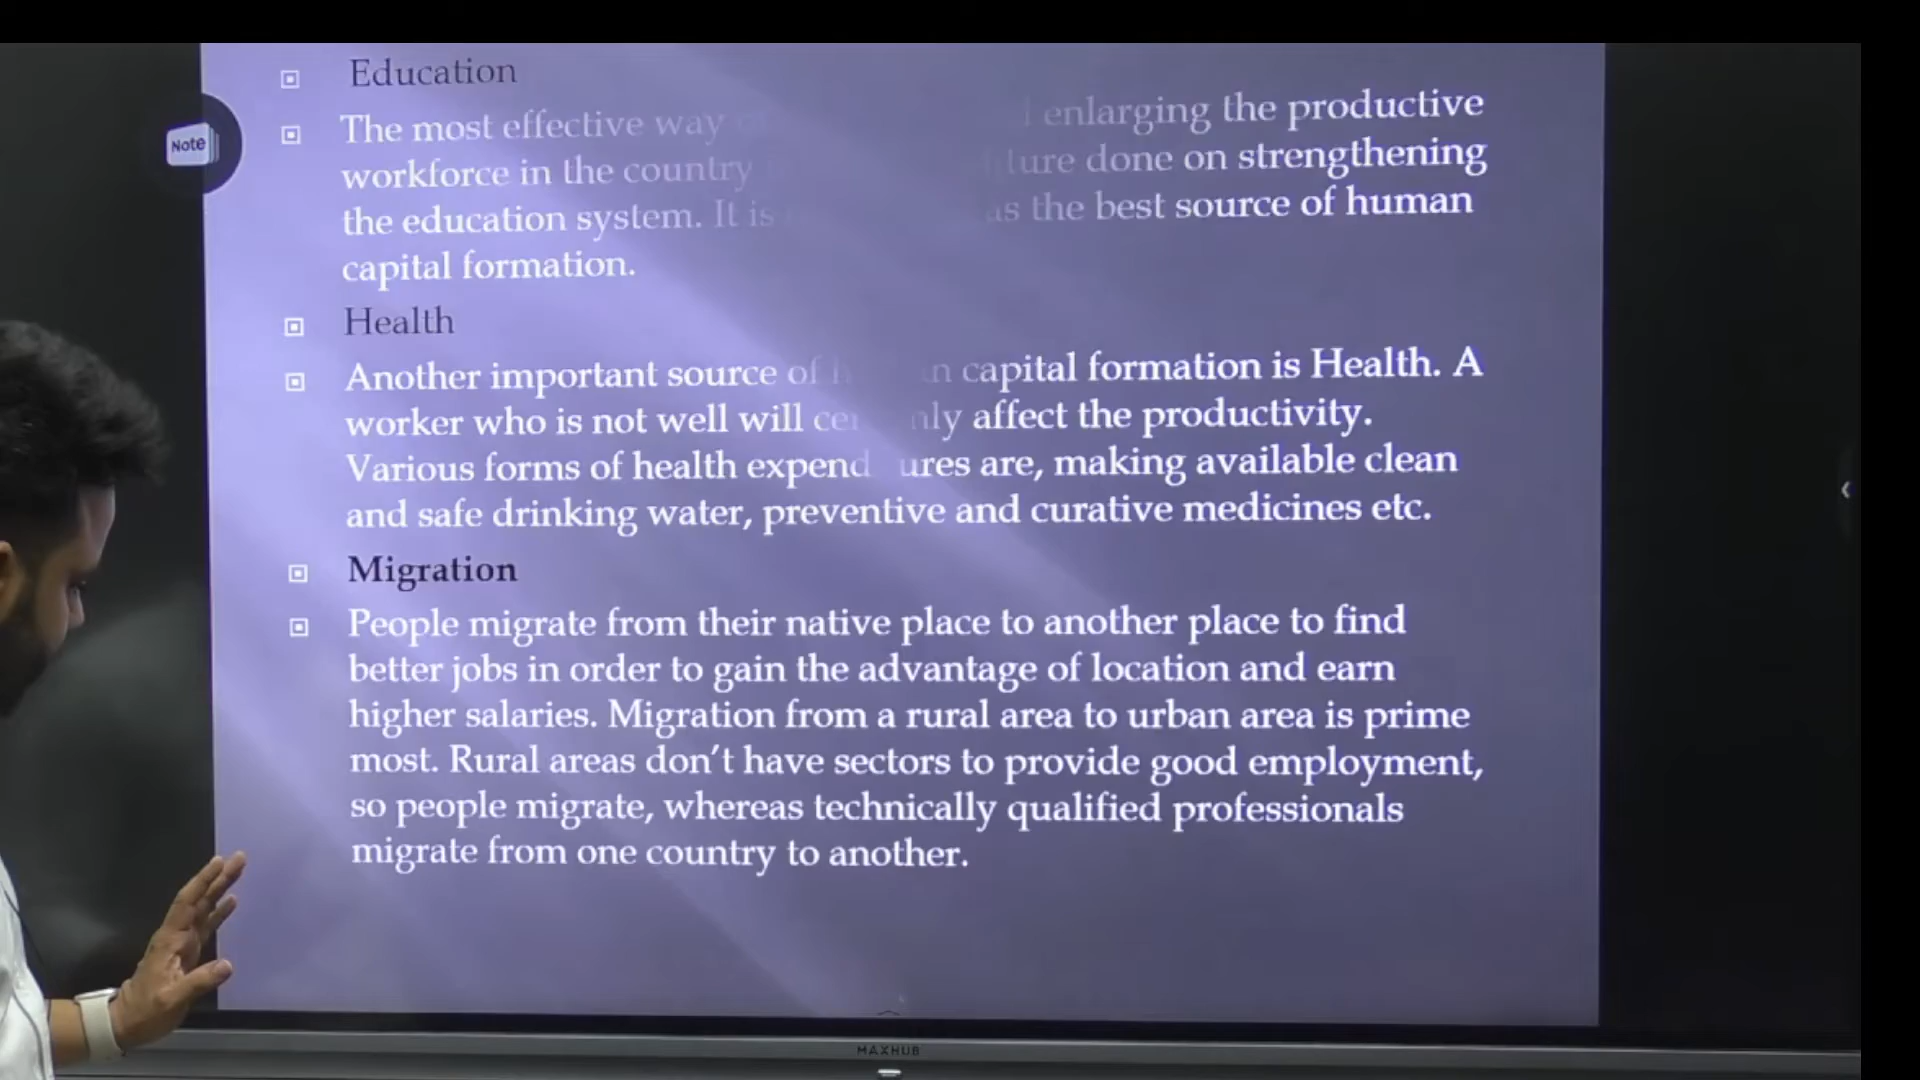 Education
The most effective way enlarging the productive
workforce in the country done on strengthening
the education system. It is as the best source of human
capital formation.
Note
Health
Another important source of capital formation is Health. A
worker who is not well will affect the productivity.
Various forms of health are, making available clean
and safe drinking water, preventive and curative medicines etc.
Migration
People migrate from their native place to another place to find
better jobs in order to gain the advantage of location and earn
higher salaries. Migration from a rural area to urban area is prime
most. Rural areas don't have sectors to provide good employment,
so people migrate, whereas technically qualified professionals
migrate from one country to another.
MAXHUB